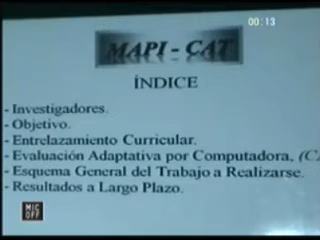 00:13
MAPI - CAT
ÍNDICE
- Investigadores.
- Objetivo.
- Entrelazamiento Curricular.
- Evaluación Adaptativa por Computadora, (CA
- Esquema General del Trabajo a Realizarse.
- Resultados a Largo Plazo.
MIC
OFF